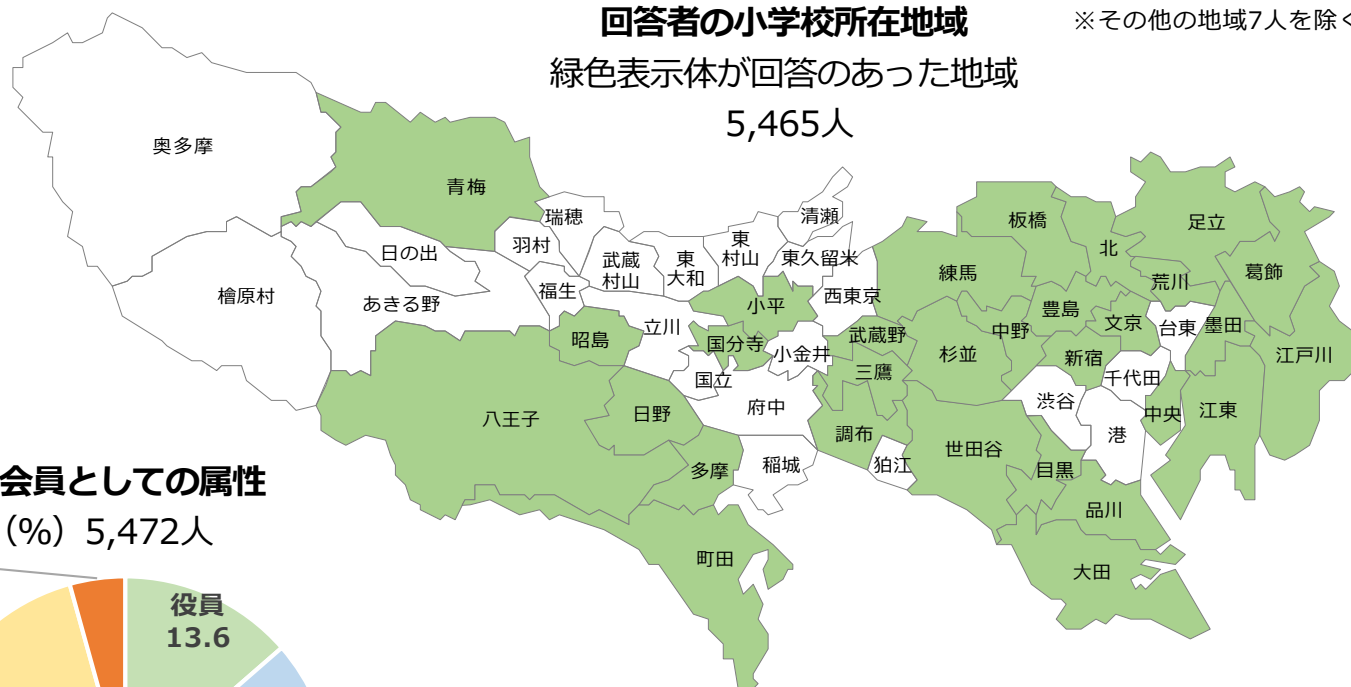 回答者の小学校所在地域
※その他の地域7人を除く
緑色表示体が回答のあった地域
5,465人
奥多摩
青梅
瑞穂
清瀬
板橋
足立
日の出
羽村
武蔵
村山
東
大和
東
村山
東久留米
練馬
北
荒川
葛飾
檜原村
あきる野
福生
小平
西東京
豊島
文京
台東
墨田
昭島
立川
国分寺
小金井
武蔵野
杉並
中野
新宿
千代田
江戸川
国立
三鷹
渋谷
中央
江東
八王子
日野
府中
調布
世田谷
港
多摩
稲城
狛江
目黒
品川
町田
大田
会員としての属性
(%) 5,472人
役員
13.6